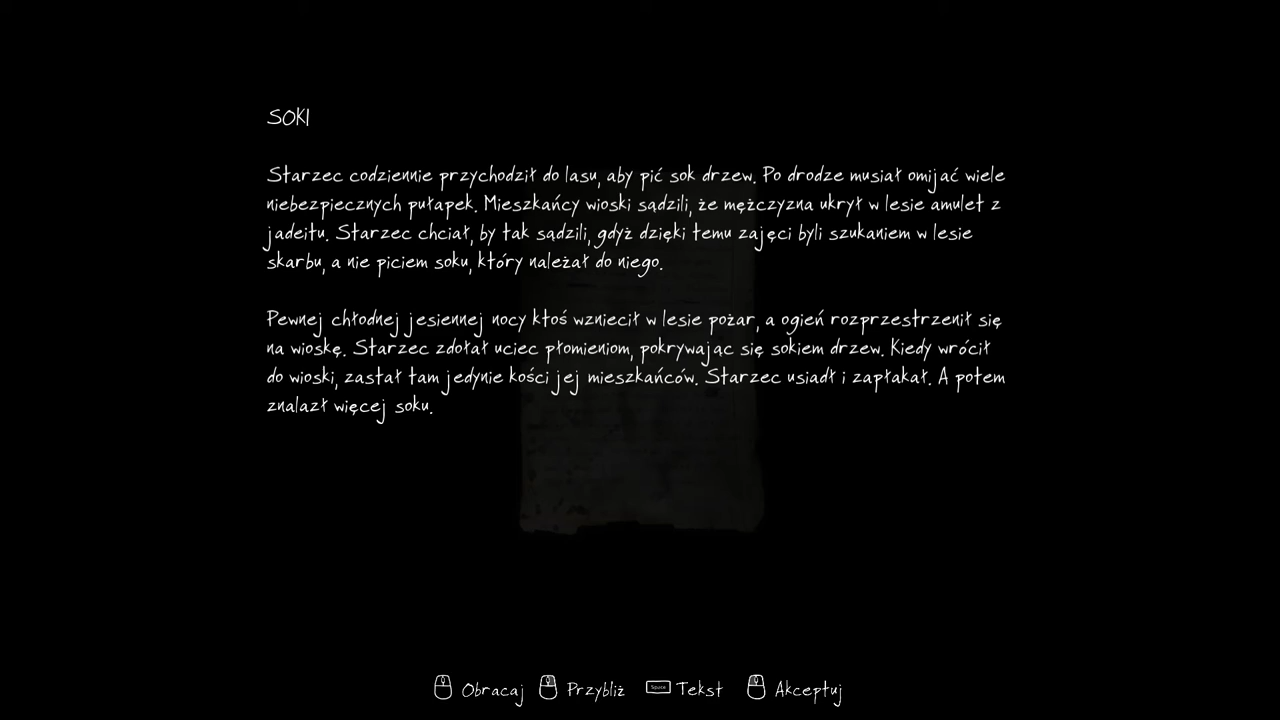 SOKI
Starzec codziennie przychodził do lasu, aby pić sok drzew. Po drodze musiał omijać wiele
niebezpiecznych pułapek. Mieszkańcy wioski sądzili, że mężczyzna ukrył w lesie amulet z
jadeitu. Starzec chciał, by tak sądzili, gdyż dzięki temu zajęci byli szukaniem w lesie
skarbu, a nie piciem soku, który należał do niego.
Pewnej chłodnej jesiennej nocy ktoś wzniecił w lesie pożar, a ogień rozprzestrzenił się
na wioskę. Starzec zdołał uciec płomieniom, pokrywając się sokiem drzew. Kiedy wrócił
do wioski, zastał tam jedynie kości jej mieszkańców. Starzec usiadł i zapłakał. A potem
znalazł więcej soku.
Obracaj Przybliż Space Tekst Akceptuj